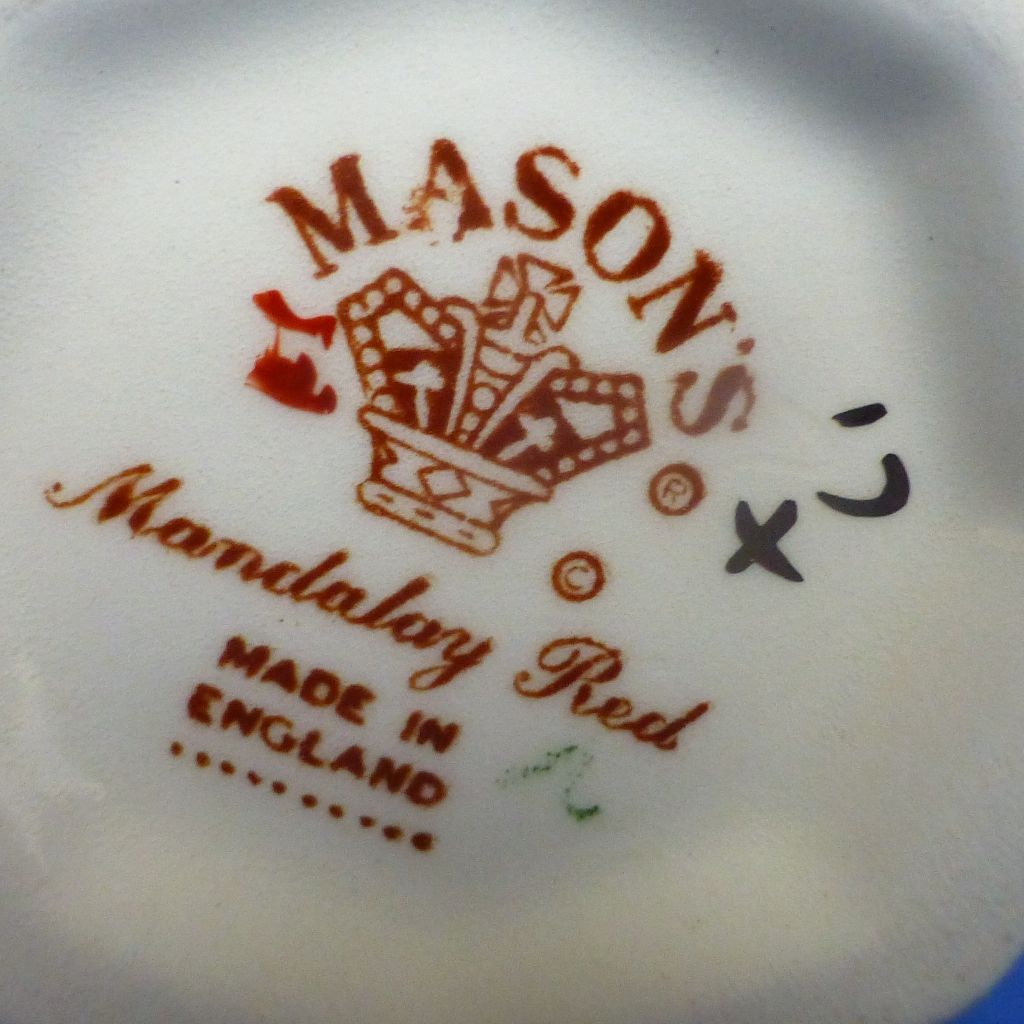 MASON'S
®
©
Mandalay Red
MADE IN
ENGLAND